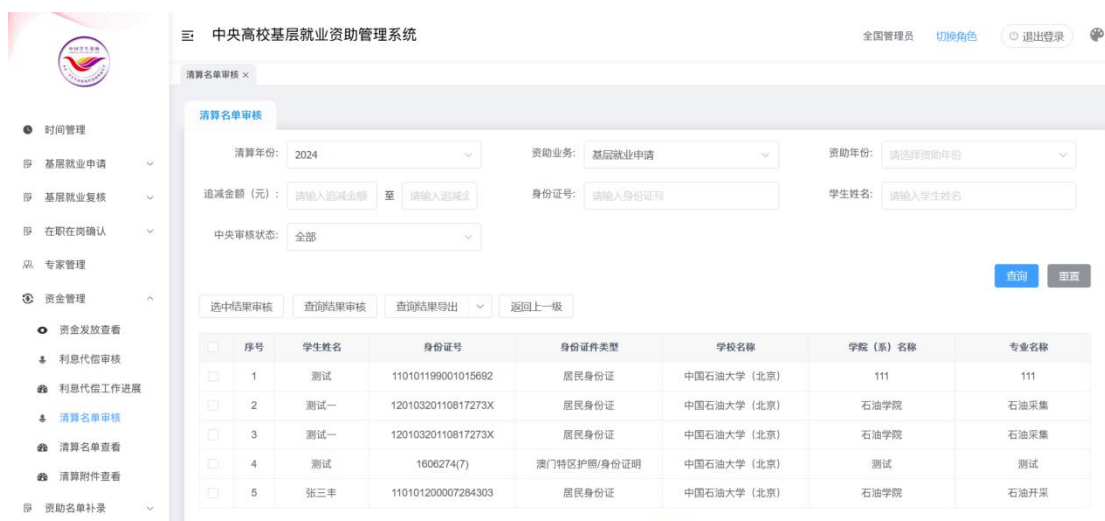 中央高校基层就业资助管理系统
全国管理员 切换角色 退出登录
清算名单审核 ×
时间管理
基层就业申请
基层就业复核
在职在岗确认
专家管理
资金管理
资金发放查看
利息代偿审核
利息代偿工作进展
清算名单审核
清算名单查看
清算附件查看
资助名单补录
清算名单审核
清算年份: 2024 资助业务: 基层就业申请 资助年份: 请选择资助年份
追减金额（元）: 请输入追减金额 至 请输入追减金 身份证号: 请输入身份证号 学生姓名: 请输入学生姓名
中央审核状态: 全部
查询 重置
选中结果审核 查询结果审核 查询结果导出 返回上一级
序号 学生姓名 身份证号 身份证件类型 学校名称 学院（系）名称 专业名称
1 测试 110101199001015692 居民身份证 中国石油大学（北京） 111 111
2 测试一 12010320110817273X 居民身份证 中国石油大学（北京） 石油学院 石油采集
3 测试一 12010320110817273X 居民身份证 中国石油大学（北京） 石油学院 石油采集
4 测试 1606274(7) 澳门特区护照/身份证明 中国石油大学（北京） 测试 测试
5 张三丰 110101200007284303 居民身份证 中国石油大学（北京） 石油学院 石油开采